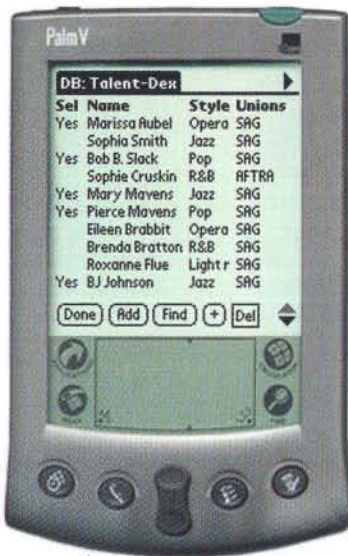 PalmV
DB: Talent-Dex
Sel Name Style Unions
Yes Marissa Aubel Opera SAG
Sophia Smith Jazz SAG
Yes Bob B. Slack Pop SAG
Sophie Cruskin R&B AFTRA
Yes Mary Mavens Jazz SAG
Yes Pierce Mavens Pop SAG
Eileen Brabbit Opera SAG
Brenda Bratton R&B SAG
Roxanne Flue Light r SAG
Yes BJ Johnson Jazz SAG
Done Add Find + Del